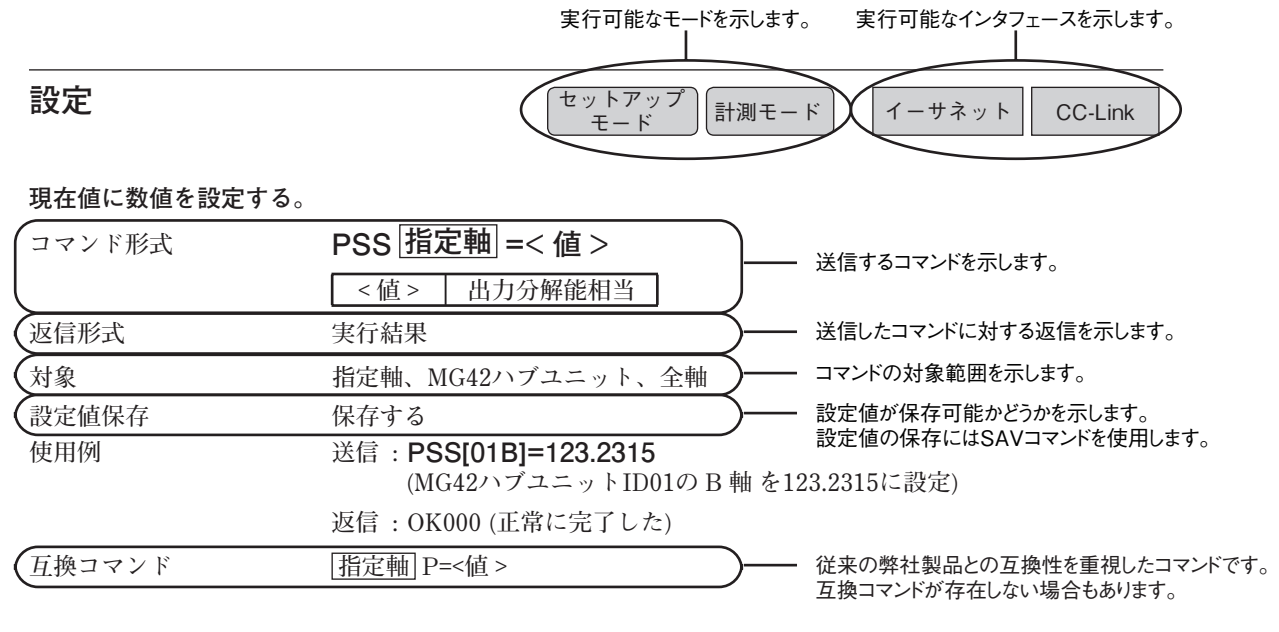 実行可能なモードを示します。 実行可能なインタフェースを示します。
設定
セットアップ
モード
計測モード
イーサネット
CC-Link
現在値に数値を設定する。
コマンド形式 PSS 指定軸 =< 値 >
< 値 > 出力分解能相当
送信するコマンドを示します。
返信形式 実行結果
送信したコマンドに対する返信を示します。
対象 指定軸、MG42ハブユニット、全軸
コマンドの対象範囲を示します。
設定値保存 保存する
設定値が保存可能かどうかを示します。
設定値の保存にはSAVコマンドを使用します。
使用例 送信 : PSS[01B]=123.2315
(MG42ハブユニットID01の B 軸 を123.2315に設定)
返信 : OK000 (正常に完了した)
互換コマンド 指定軸 P=<値 >
従来の弊社製品との互換性を重視したコマンドです。
互換コマンドが存在しない場合もあります。